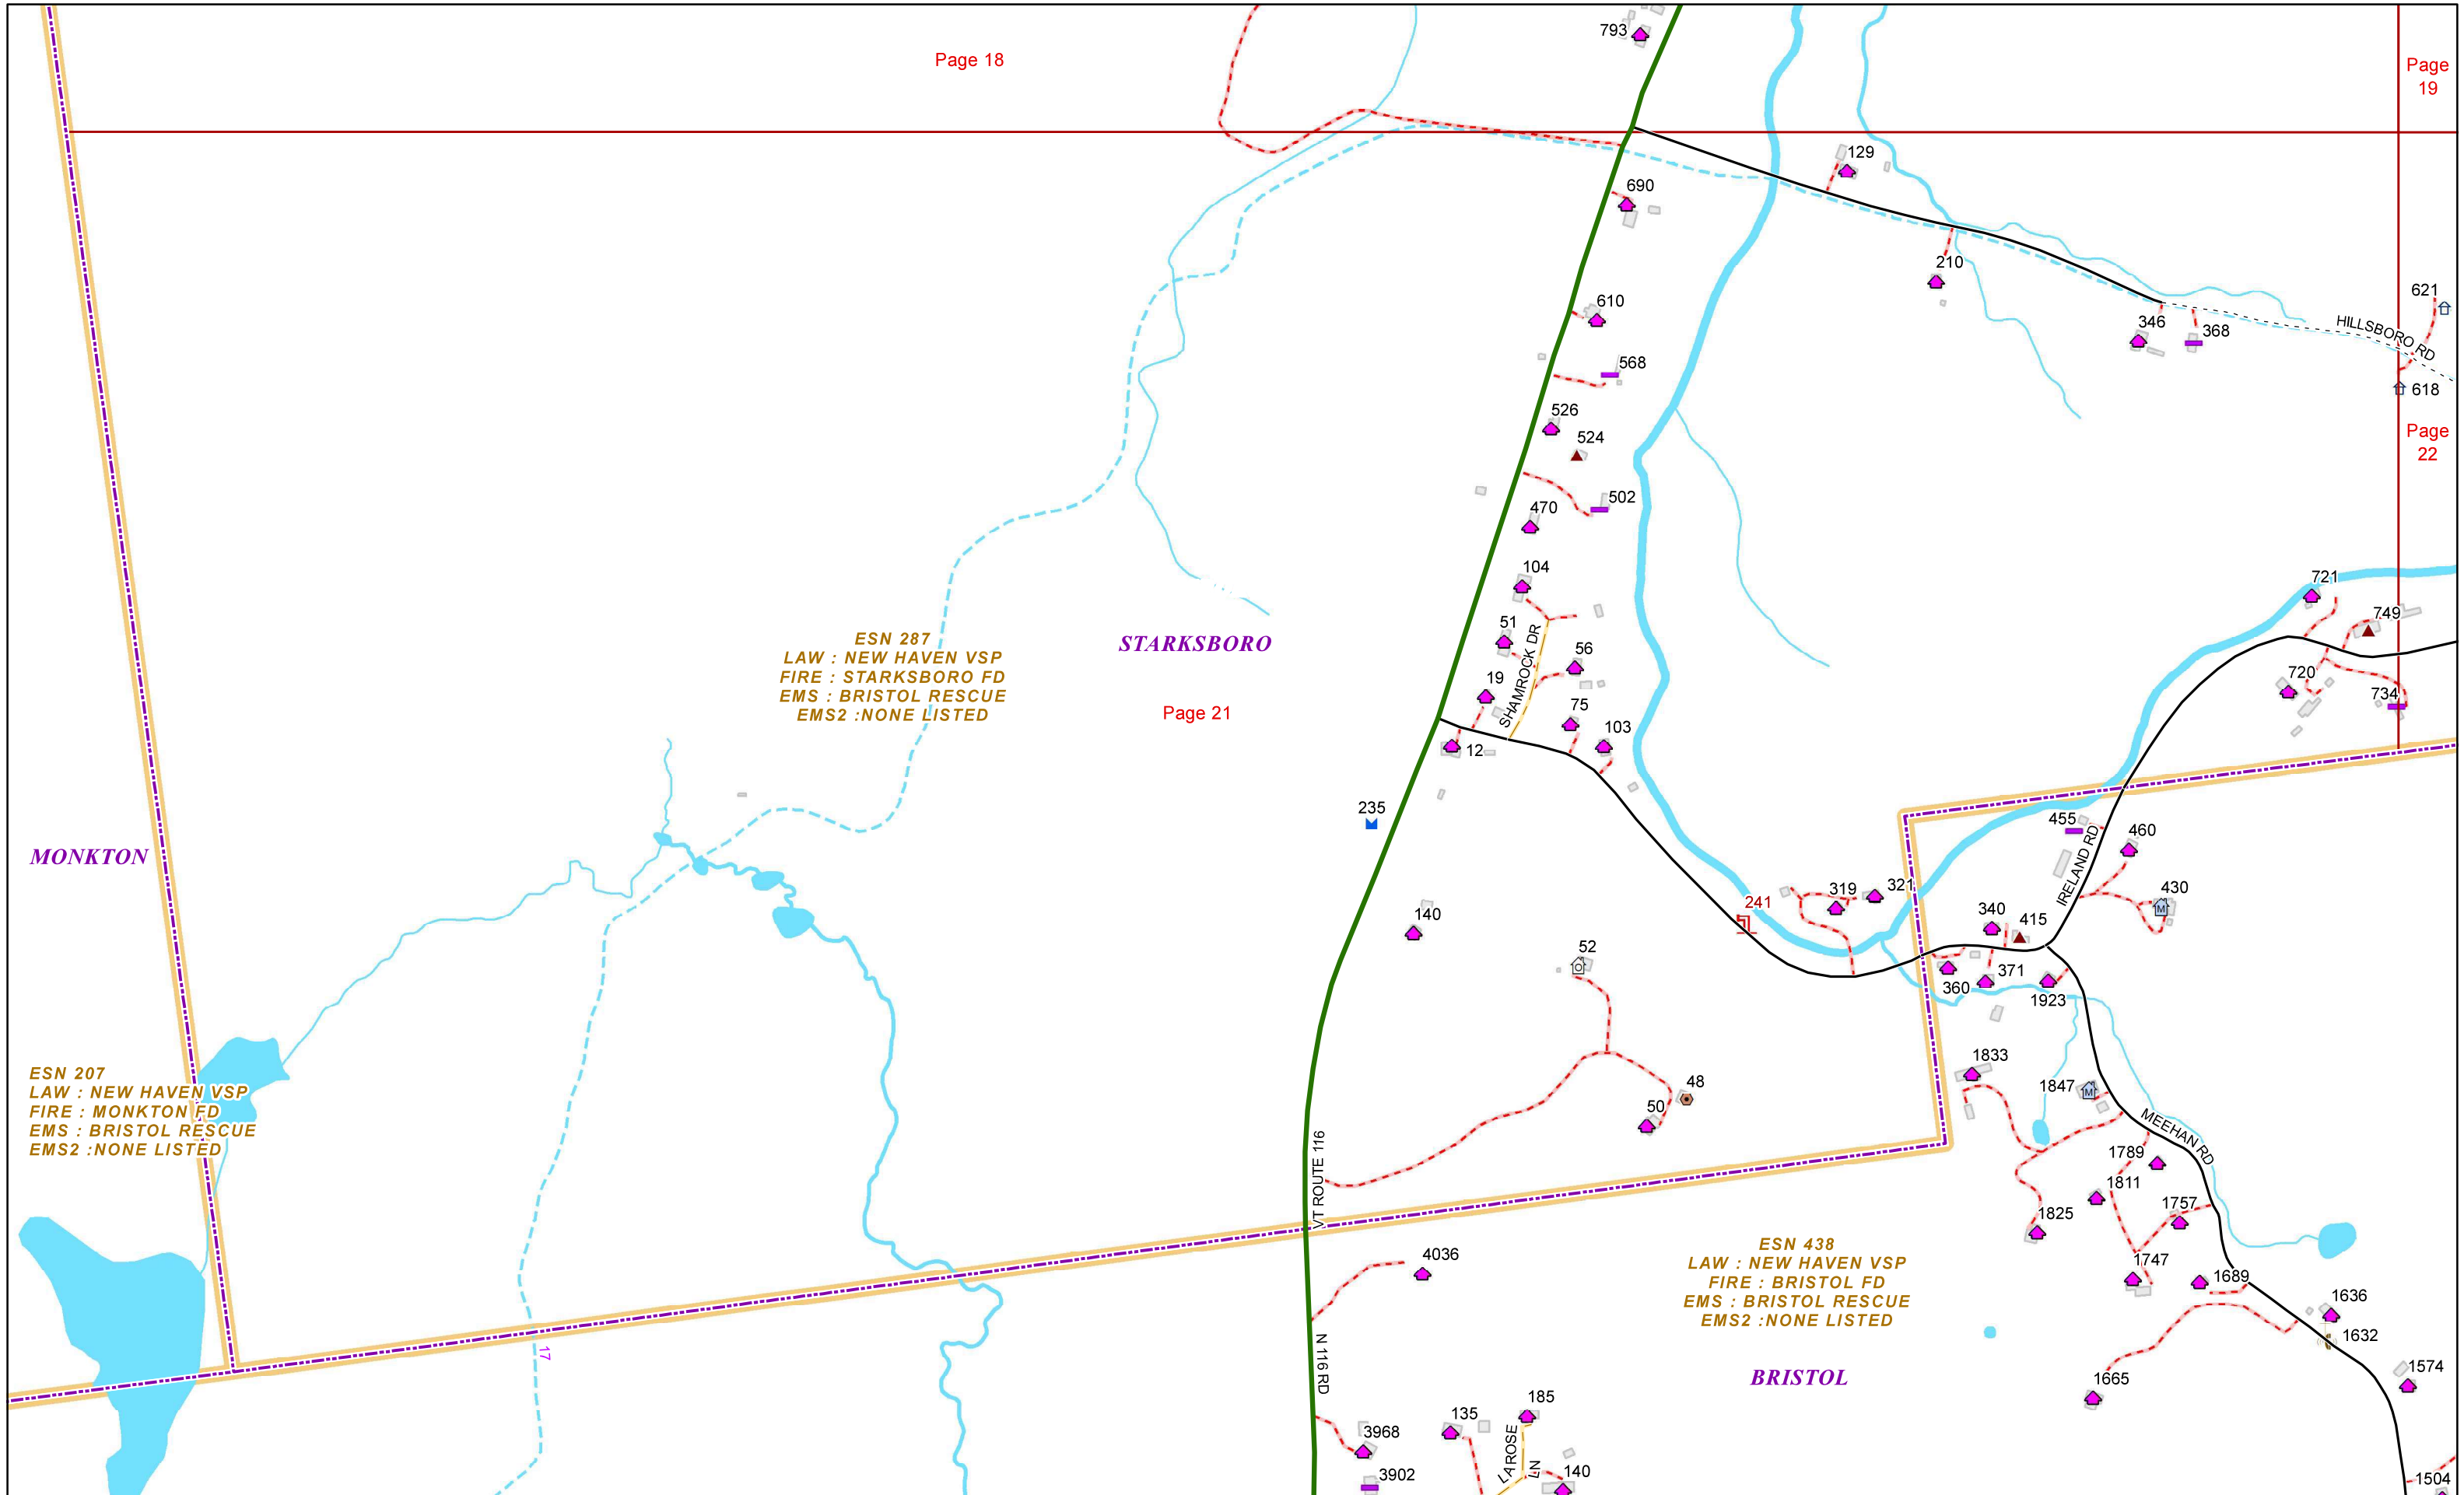 793
Page 18
Page
19
129
690
210
610
621
346
368
HILLSBORO RD
568
618
526
524
Page
22
502
470
104
721
749
51
SHAMROCK DR
56
19
720
734
75
103
12
ESN 287
LAW : NEW HAVEN VSP
FIRE : STARKSBORO FD
EMS : BRISTOL RESCUE
EMS2 :NONE LISTED
STARKSBORO
Page 21
235
455
460
IRELAND RD
MONKTON
319
321
430
241
140
340
415
52
371
360
1923
ESN 207
LAW : NEW HAVEN VSP
FIRE : MONKTON FD
EMS : BRISTOL RESCUE
EMS2 :NONE LISTED
1833
48
1847
M
M
50
MEEHAN RD
VT ROUTE 116
1789
1811
1757
1825
4036
ESN 438
LAW : NEW HAVEN VSP
FIRE : BRISTOL FD
EMS : BRISTOL RESCUE
EMS2 :NONE LISTED
1747
1689
1636
1632
17
N 116 RD
1574
BRISTOL
1665
185
135
3968
LAROSE
LN
140
3902
1504